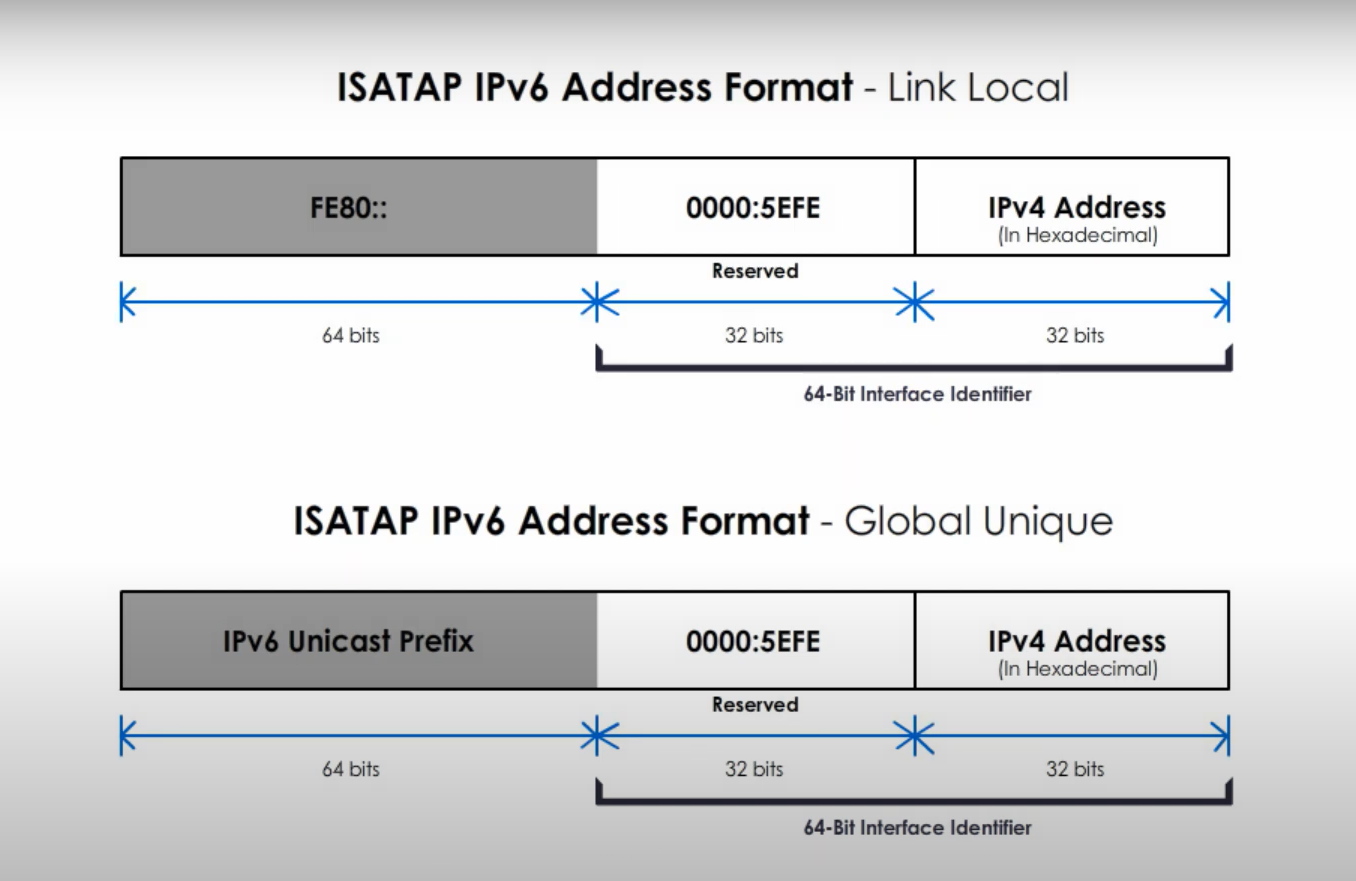 ISATAP IPv6 Address Format - Link Local
FE80::
0000:5EFE
IPv4 Address
(In Hexadecimal)
Reserved
64 bits
32 bits
32 bits
64-Bit Interface Identifier
ISATAP IPv6 Address Format - Global Unique
IPv6 Unicast Prefix
0000:5EFE
IPv4 Address
(In Hexadecimal)
Reserved
64 bits
32 bits
32 bits
64-Bit Interface Identifier